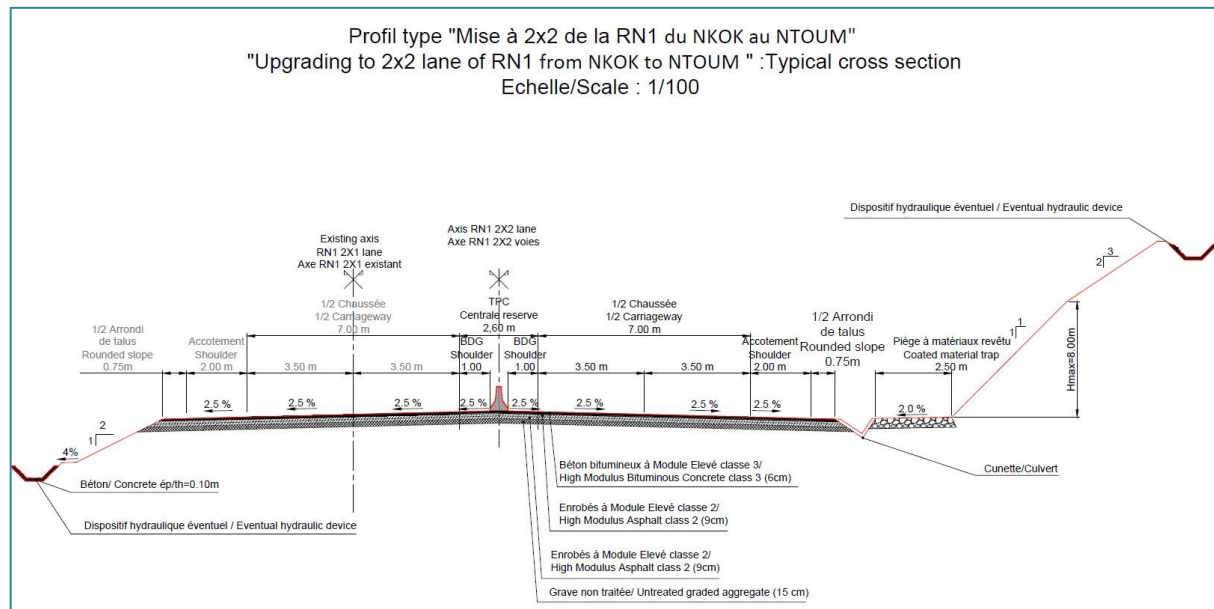 Profil type "Mise à 2x2 de la RN1 du NKOK au NTOUM"
"Upgrading to 2x2 lane of RN1 from NKOK to NTOUM " :Typical cross section
Echelle/Scale : 1/100
Dispositif hydraulique éventuel / Eventual hydraulic device
Existing axis
RN1 2X1 lane
Axe RN1 2X1 existant
Axis RN1 2X2 lane
Axe RN1 2X2 voies
1/2 Arrondi
de talus
Rounded slope
0.75m
Accotement
Shoulder
2.00 m
1/2 Chaussée
1/2 Carriageway
7.00 m
3.50 m
3.50 m
TPC
Centrale reserve
2,60 m
BDG
Shoulder
1.00
BDG
Shoulder
1.00
1/2 Chaussée
1/2 Carriageway
7.00 m
3.50 m
3.50 m
Accotement
Shoulder
2.00 m
1/2 Arrondi
de talus
Rounded slope
0.75m
Piège à matériaux revêtu
Coated material trap
2.50 m
3
2
1
1
Hmax=8.00m
2.5 %
2.5 %
2.5 %
2.5 %
2.5 %
2.5 %
2.5 %
2.5 %
2.0 %
2
1
4%
Béton/ Concrete ép/th=0.10m
Dispositif hydraulique éventuel / Eventual hydraulic device
Cunette/Culvert
Béton bitumineux à Module Elevé classe 3/
High Modulus Bituminous Concrete class 3 (6cm)
Enrobés à Module Elevé classe 2/
High Modulus Asphalt class 2 (9cm)
Enrobés à Module Elevé classe 2/
High Modulus Asphalt class 2 (9cm)
Grave non traitée/ Untreated graded aggregate (15 cm)